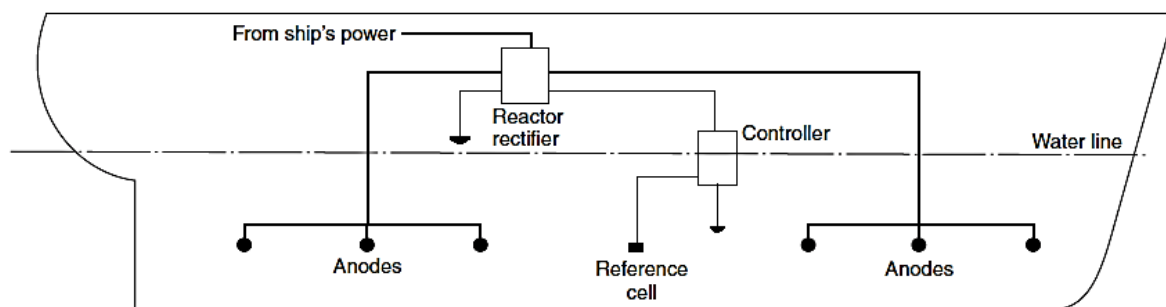 From ship's power
Reactor
rectifier
Controller
Water line
Anodes
Reference
cell
Anodes